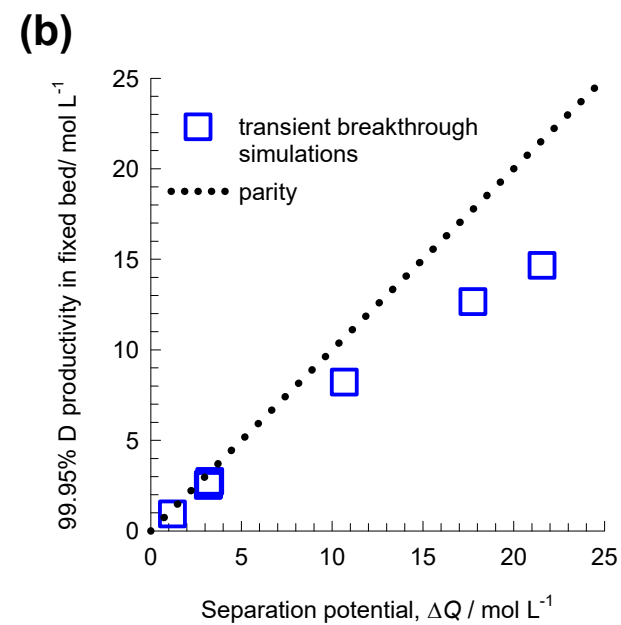 (b)
99.95% D productivity in fixed bed/ mol L⁻¹
25
20
15
10
5
0
transient breakthrough
simulations
parity
0 5 10 15 20 25
Separation potential, ΔQ / mol L⁻¹